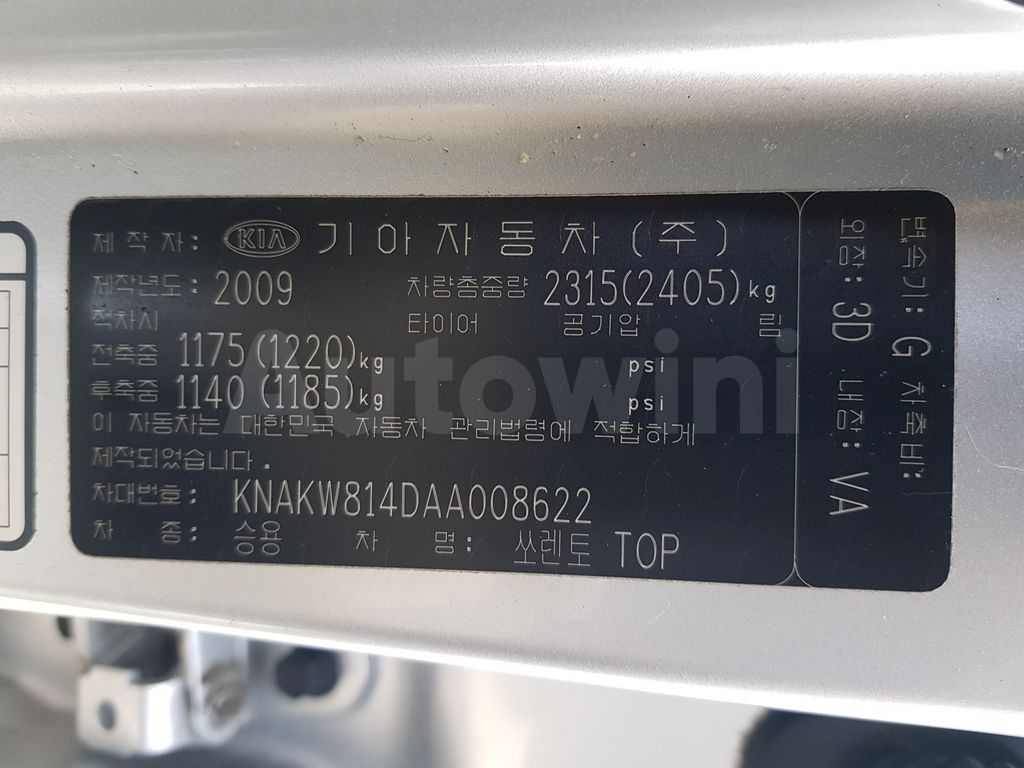 제 작 자: KIA 기 아 자 동 차 (주)
제작년도: 2009 차량총중량 2315(2405)kg
적차시 타이어 공기압 림
전축중 1175(1220)kg psi
후축중 1140(1185)kg psi
이 자동차는 대한민국 자동차 관리법령에 적합하게
제작되었습니다.
차대번호: KNAKW814DAA008622
차 종: 승용 차 명: 쏘렌토 TOP
변속기: G 처축비:
외장: 3D 내장: VA
Autowini